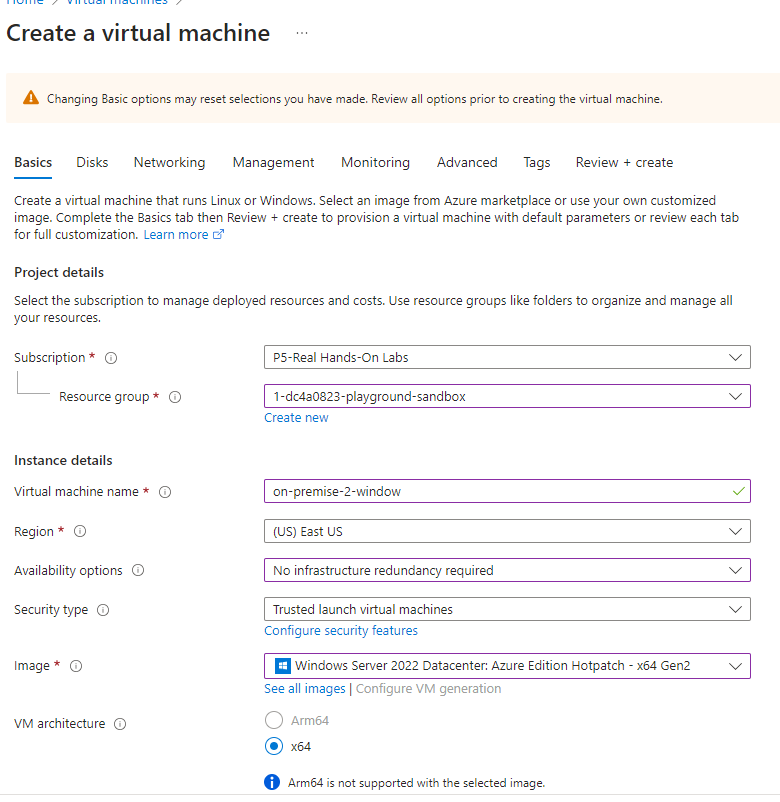 Home > Virtual machines >
Create a virtual machine ...
Changing Basic options may reset selections you have made. Review all options prior to creating the virtual machine.
Basics Disks Networking Management Monitoring Advanced Tags Review + create
Create a virtual machine that runs Linux or Windows. Select an image from Azure marketplace or use your own customized
image. Complete the Basics tab then Review + create to provision a virtual machine with default parameters or review each tab
for full customization. Learn more
Project details
Select the subscription to manage deployed resources and costs. Use resource groups like folders to organize and manage all
your resources.
Subscription * P5-Real Hands-On Labs
Resource group * 1-dc4a0823-playground-sandbox
Create new
Instance details
Virtual machine name * on-premise-2-window
Region * (US) East US
Availability options No infrastructure redundancy required
Security type Trusted launch virtual machines
Configure security features
Image * Windows Server 2022 Datacenter: Azure Edition Hotpatch - x64 Gen2
See all images | Configure VM generation
VM architecture Arm64
x64
Arm64 is not supported with the selected image.